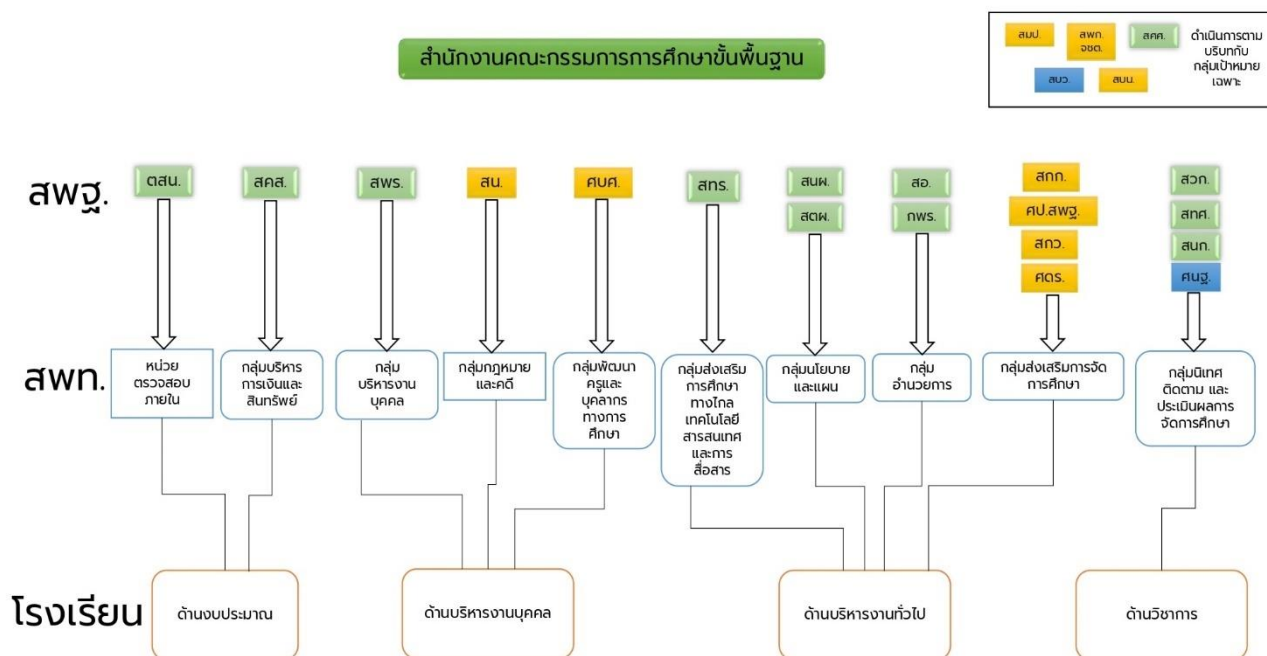 สำนักงานคณะกรรมการการศึกษาขั้นพื้นฐาน
สมป.
สพก.
จชต.
สศศ.
สบว.
สบน.
ดำเนินการตาม
บริบทกับ
กลุ่มเป้าหมาย
เฉพาะ
สพฐ.
ตสน.
สคส.
สพร.
สน.
ศบศ.
สทร.
สนผ.
สตผ.
สอ.
กพร.
สกก.
ศป.สพฐ.
สกว.
ศดร.
สวก.
สทศ.
สนก.
ศนฐ.
สพท.
หน่วย
ตรวจสอบ
ภายใน
กลุ่มบริหาร
การเงินและ
สินทรัพย์
กลุ่ม
บริหารงาน
บุคคล
กลุ่มกฎหมาย
และคดี
กลุ่มพัฒนา
ครูและ
บุคลากร
ทางการ
ศึกษา
กลุ่มส่งเสริม
การศึกษา
ทางไกล
เทคโนโลยี
สารสนเทศ
และการ
สื่อสาร
กลุ่มนโยบาย
และแผน
กลุ่ม
อำนวยการ
กลุ่มส่งเสริมการจัด
การศึกษา
กลุ่มนิเทศ
ติดตาม และ
ประเมินผลการ
จัดการศึกษา
โรงเรียน
ด้านงบประมาณ
ด้านบริหารงานบุคคล
ด้านบริหารงานทั่วไป
ด้านวิชาการ